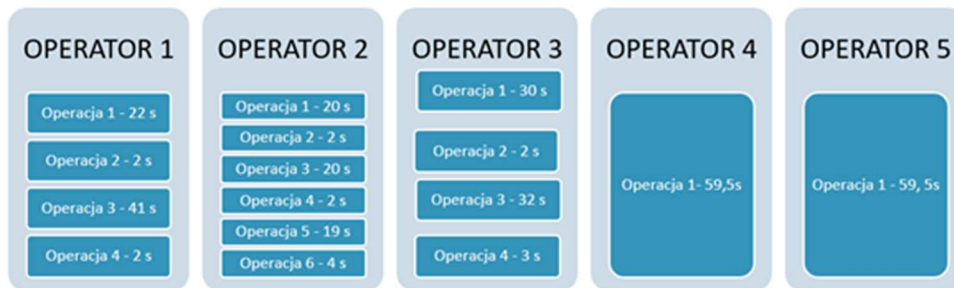 OPERATOR 1
Operacja 1 - 22 s
Operacja 2 - 2 s
Operacja 3 - 41 s
Operacja 4 - 2 s
OPERATOR 2
Operacja 1 - 20 s
Operacja 2 - 2 s
Operacja 3 - 20 s
Operacja 4 - 2 s
Operacja 5 - 19 s
Operacja 6 - 4 s
OPERATOR 3
Operacja 1 - 30 s
Operacja 2 - 2 s
Operacja 3 - 32 s
Operacja 4 - 3 s
OPERATOR 4
Operacja 1- 59,5s
OPERATOR 5
Operacja 1 - 59, 5s